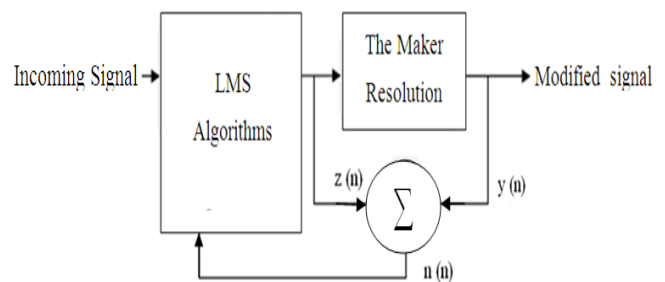 Incoming Signal
LMS
Algorithms
The Maker
Resolution
Modified signal
z (n)
Σ
y (n)
n (n)